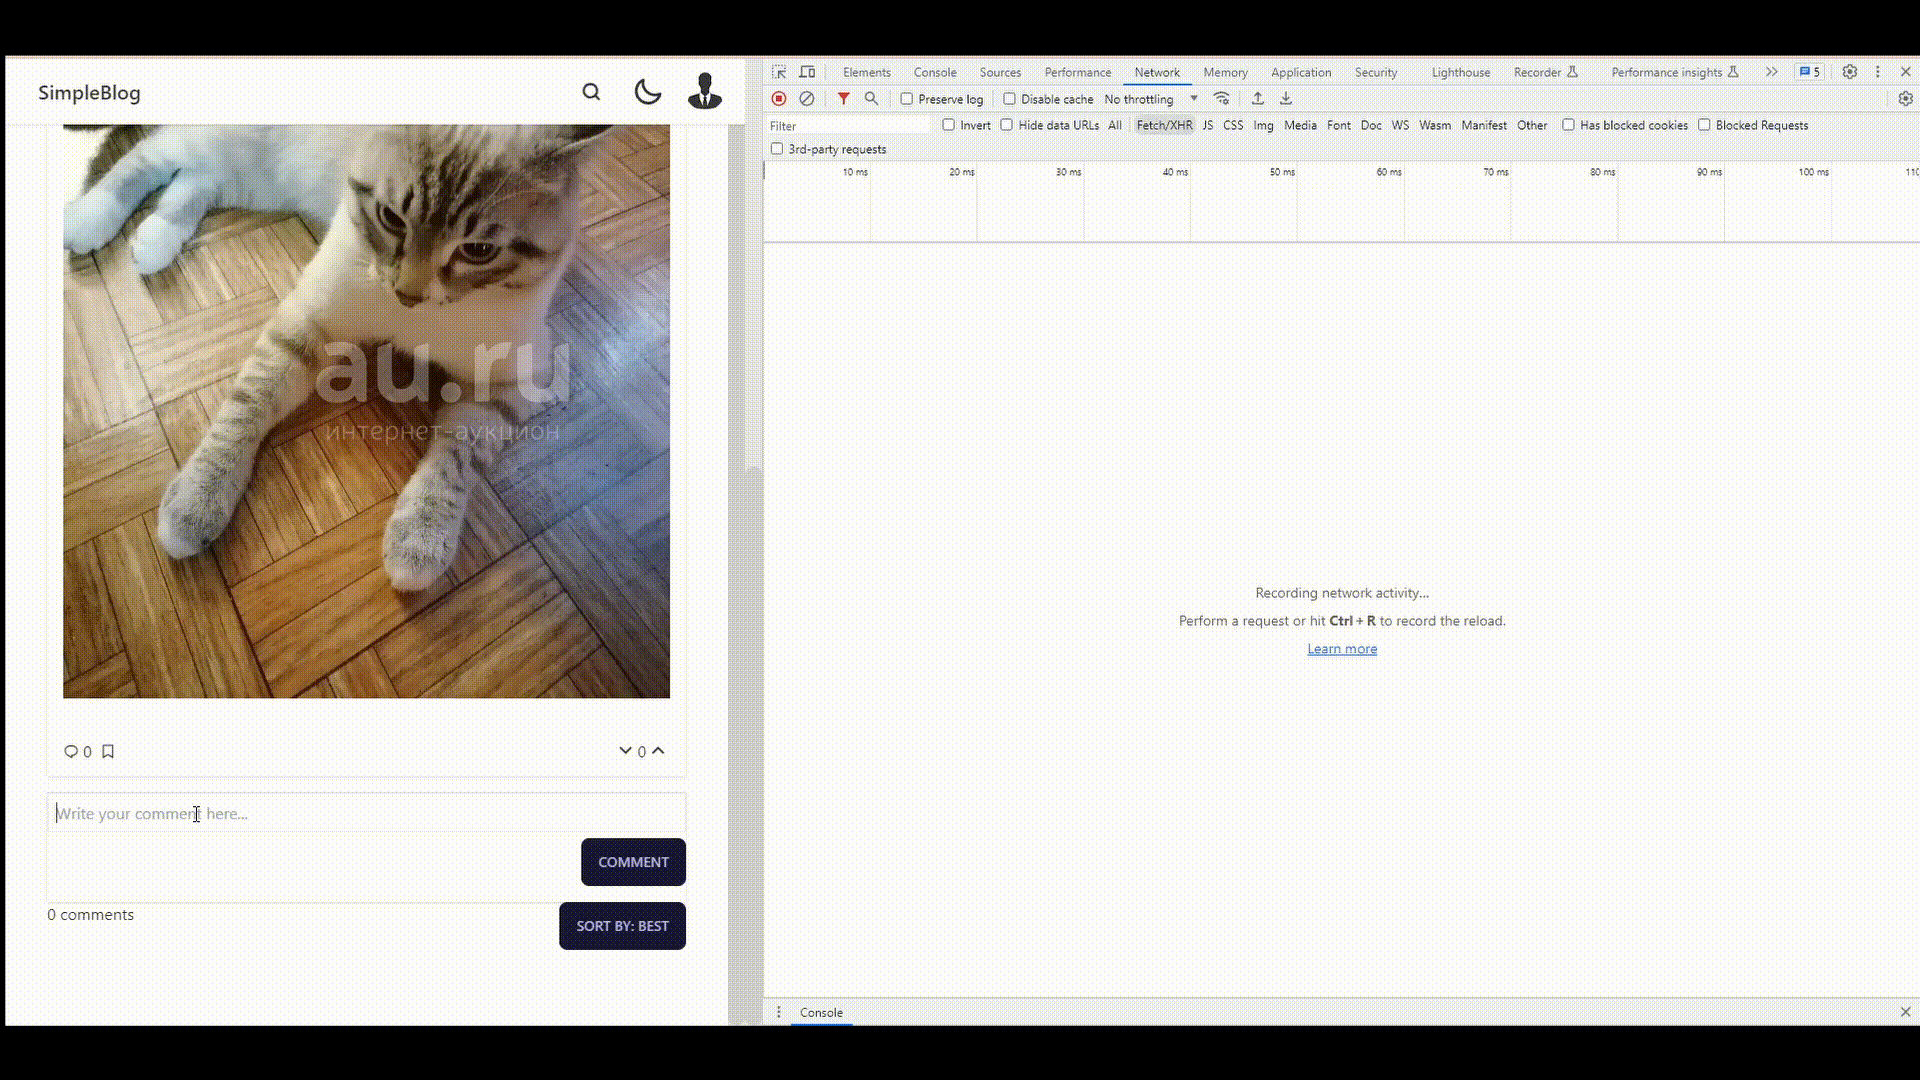 SimpleBlog
au.ru
интернет-аукцион
0
0
Write your comment here...
COMMENT
0 comments
SORT BY: BEST
Elements Console Sources Performance Network Memory Application Security Lighthouse Recorder Performance insights 5
Preserve log Disable cache No throttling
Filter Invert Hide data URLs All Fetch/XHR JS CSS Img Media Font Doc WS Wasm Manifest Other Has blocked cookies Blocked Requests
3rd-party requests
10 ms 20 ms 30 ms 40 ms 50 ms 60 ms 70 ms 80 ms 90 ms 100 ms 110
Recording network activity...
Perform a request or hit Ctrl + R to record the reload.
Learn more
Console